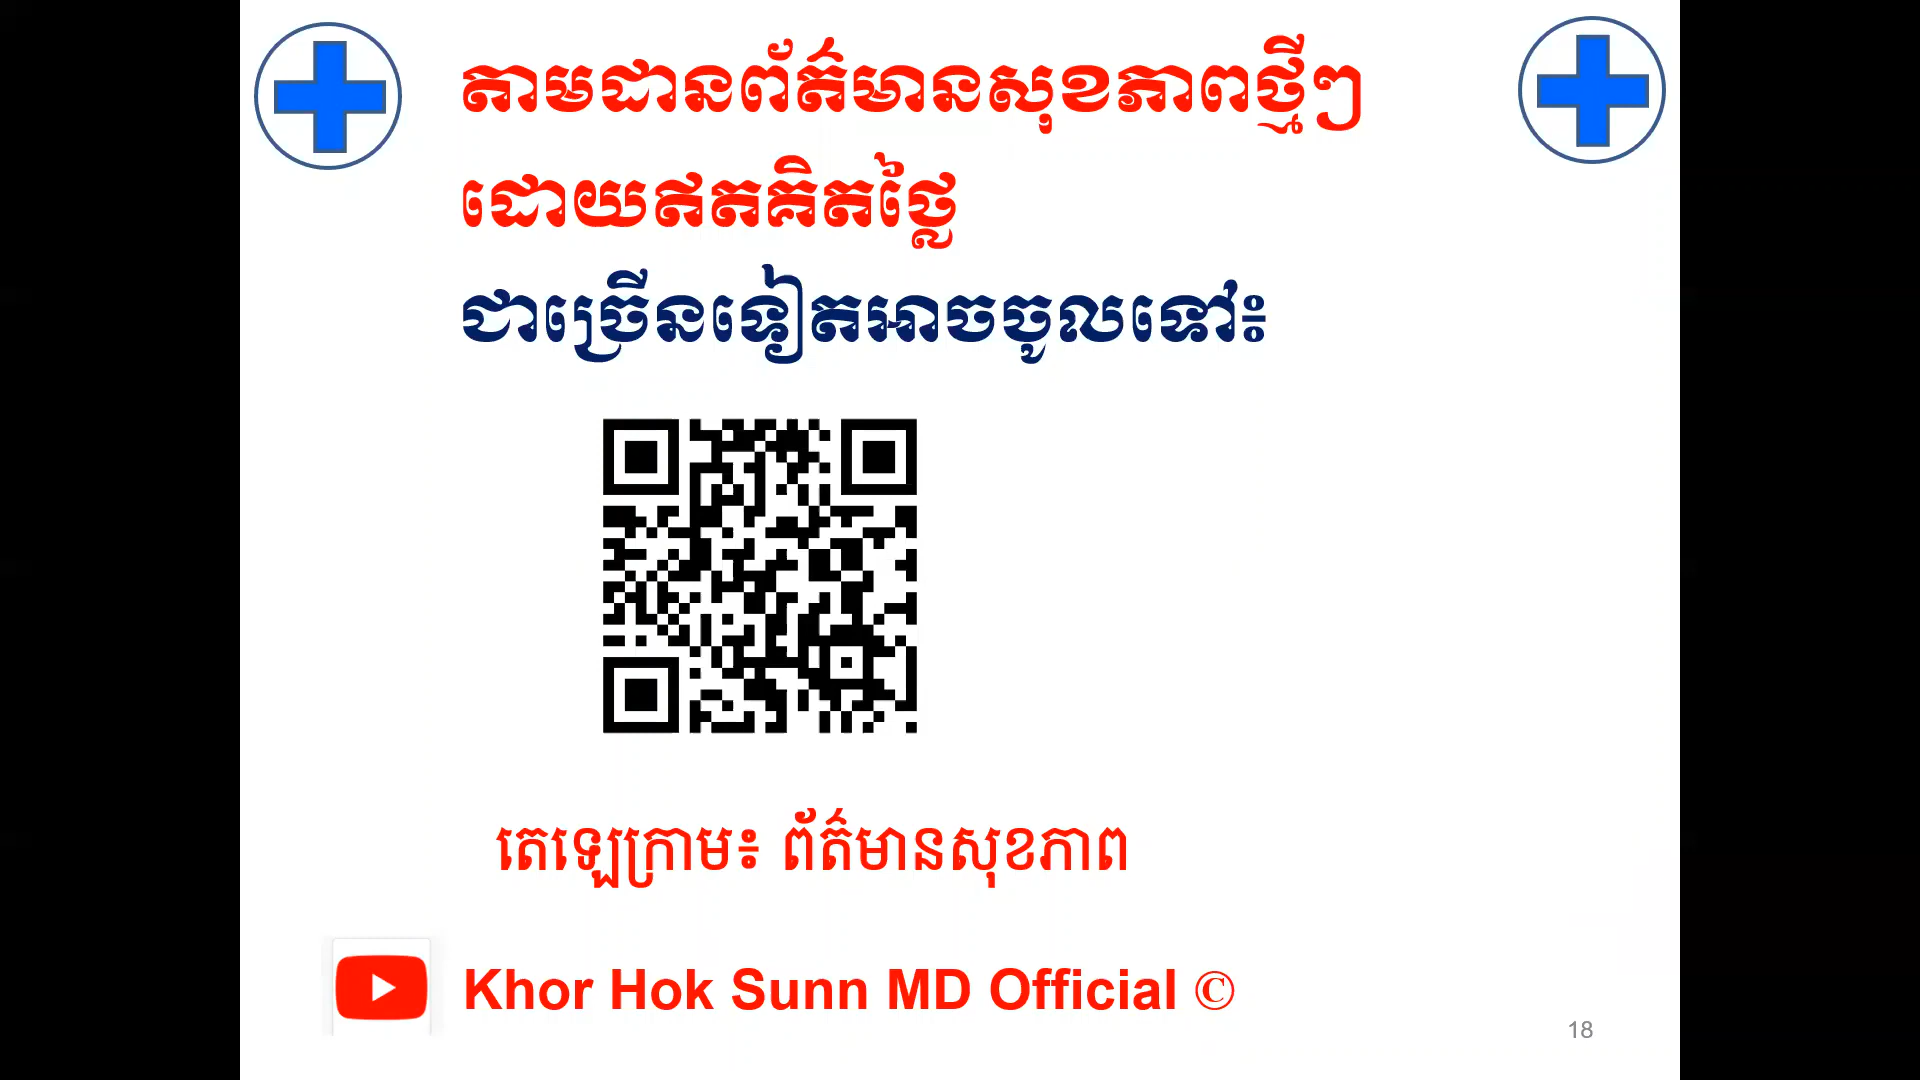 តាមដានព័ត៌មានសុខភាពថ្មីៗ
ដោយឥតគិតថ្លៃ
ជាច្រើនទៀតអាចចូលទៅ៖
តេឡេក្រាម៖ ព័ត៌មានសុខភាព
Khor Hok Sunn MD Official ©
18